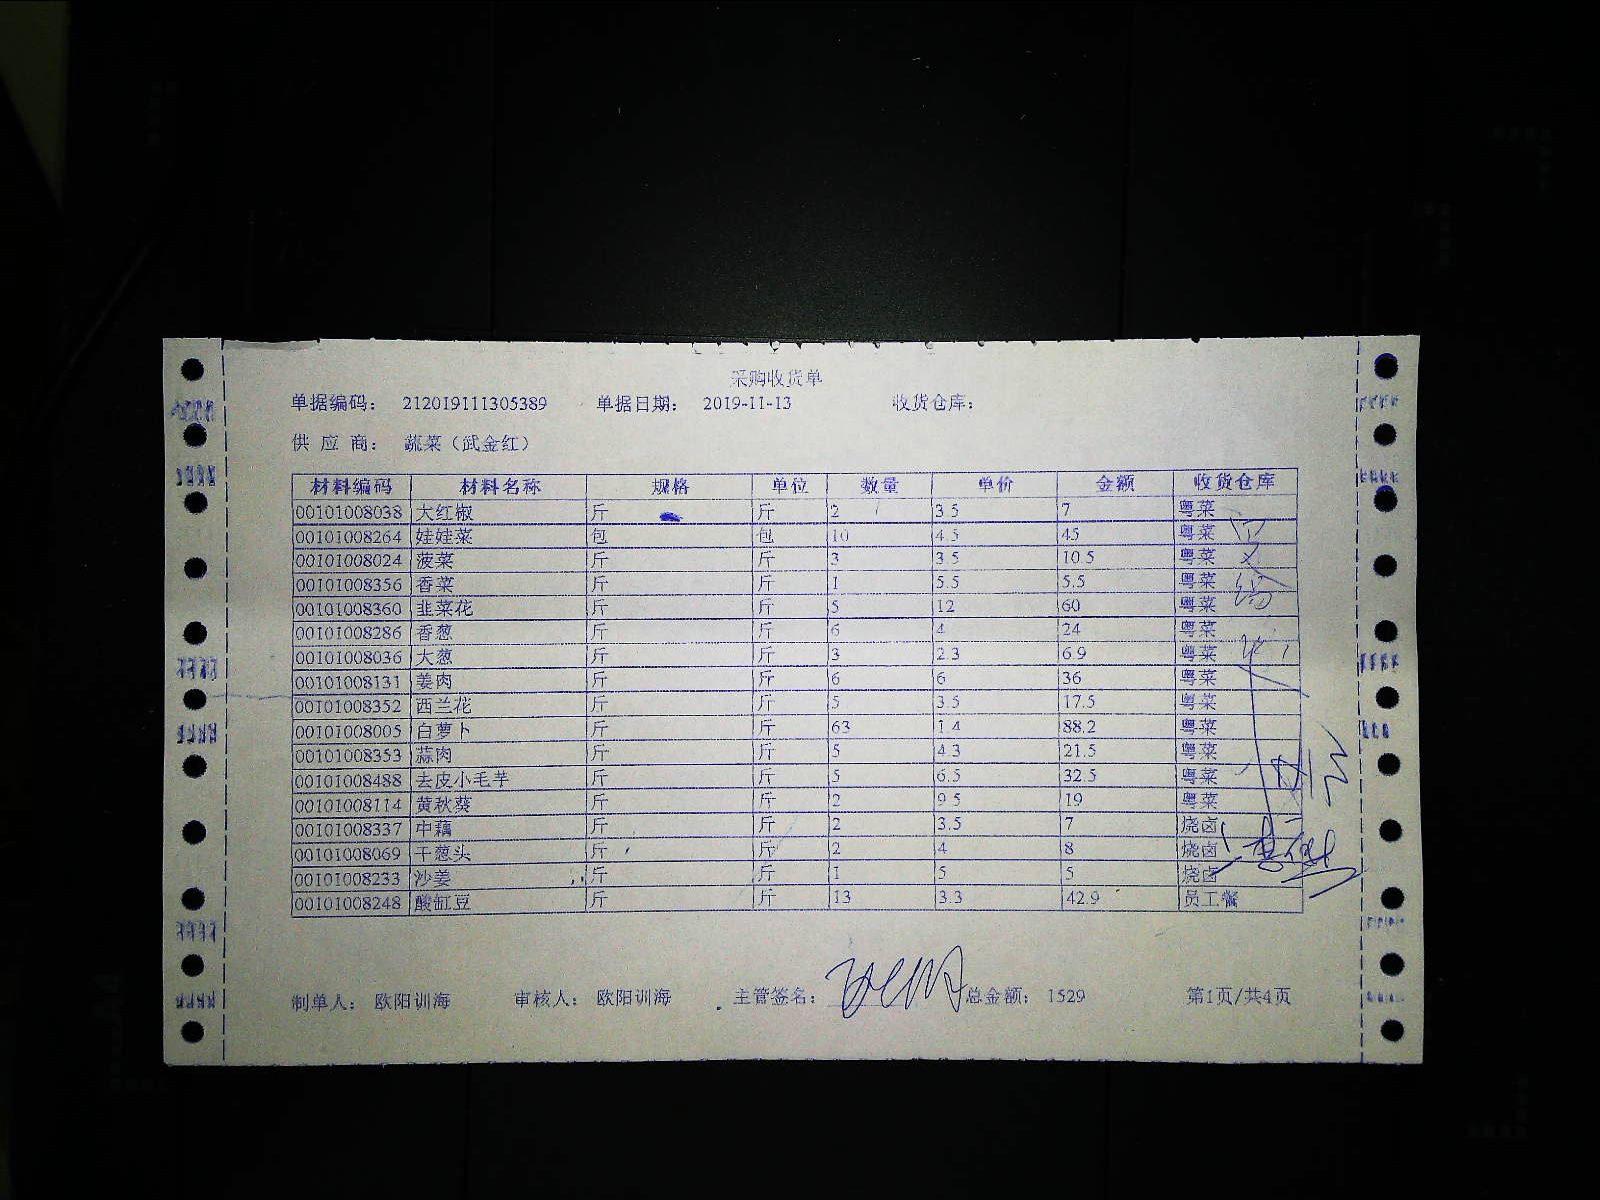 采购收货单
单据编码： 212019111305389 单据日期： 2019-11-13 收货仓库：
供 应 商： 蔬菜（武金红）
材料编码 材料名称 规格 单位 数量 单价 金额 收货仓库
00101008038 大红椒 斤 斤 2 3.5 7 粤菜
00101008264 娃娃菜 包 包 10 4.5 45 粤菜
00101008024 菠菜 斤 斤 3 3.5 10.5 粤菜
00101008356 香菜 斤 斤 1 5.5 5.5 粤菜
00101008360 韭菜花 斤 斤 5 12 60 粤菜
00101008286 香葱 斤 斤 6 4 24 粤菜
00101008036 大葱 斤 斤 3 2.3 6.9 粤菜
00101008131 姜肉 斤 斤 6 6 36 粤菜
00101008352 西兰花 斤 斤 5 3.5 17.5 粤菜
00101008005 白萝卜 斤 斤 63 1.4 88.2 粤菜
00101008353 蒜肉 斤 斤 5 4.3 21.5 粤菜
00101008488 去皮小毛芋 斤 斤 5 6.5 32.5 粤菜
00101008114 黄秋葵 斤 斤 2 9.5 19 粤菜
00101008337 中藕 斤 斤 2 3.5 7 烧卤
00101008069 干葱头 斤 斤 2 4 8 烧卤
00101008233 沙姜 斤 斤 1 5 5 烧卤
00101008248 酸缸豆 斤 斤 13 3.3 42.9 员工餐
制单人： 欧阳训海 审核人： 欧阳训海 主管签名： 总金额： 1529 第1页/共4页